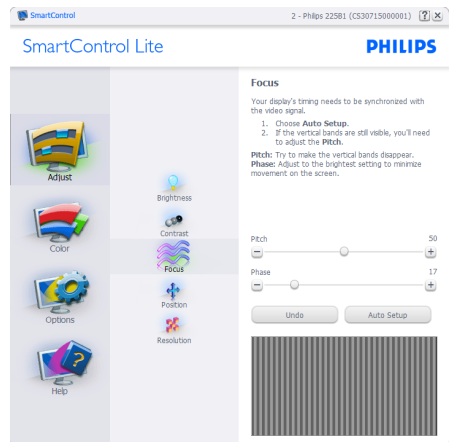 SmartControl
2 - Philips 225B1 (CS30715000001)
SmartControl Lite
PHILIPS
Adjust
Color
Options
Help
Brightness
Contrast
Focus
Position
Resolution
Focus
Your display's timing needs to be synchronized with
the video signal.
1. Choose Auto Setup.
2. If the vertical bands are still visible, you'll need
to adjust the Pitch.
Pitch: Try to make the vertical bands disappear.
Phase: Adjust to the brightest setting to minimize
movement on the screen.
Pitch 50
Phase 17
Undo Auto Setup